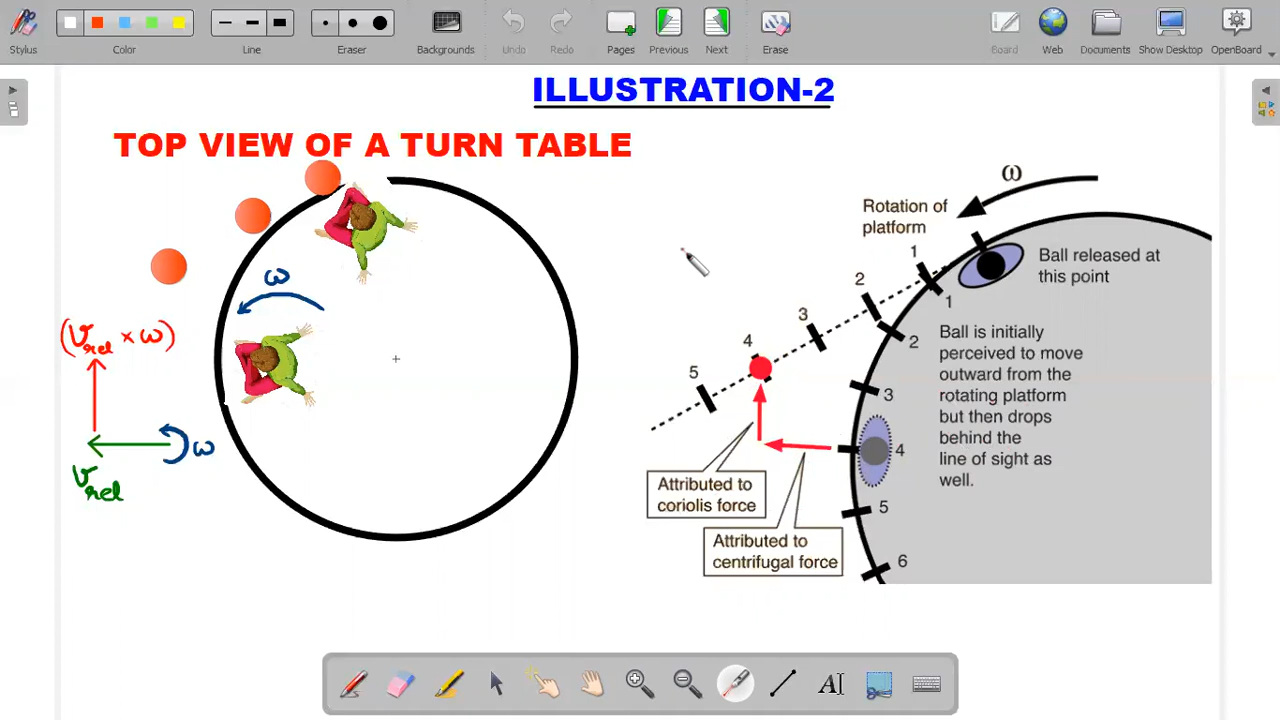 Stylus
Color
Line
Eraser
Backgrounds
Undo
Redo
Pages
Previous
Next
Erase
Board
Web
Documents
Show Desktop
OpenBoard
ILLUSTRATION-2
TOP VIEW OF A TURN TABLE
ω
(Vrel × ω)
ω
Vrel
ω
Rotation of
platform
Ball released at
this point
1
2
3
4
5
1
2
3
4
5
6
Ball is initially
perceived to move
outward from the
rotating platform
but then drops
behind the
line of sight as
well.
Attributed to
coriolis force
Attributed to
centrifugal force
AI